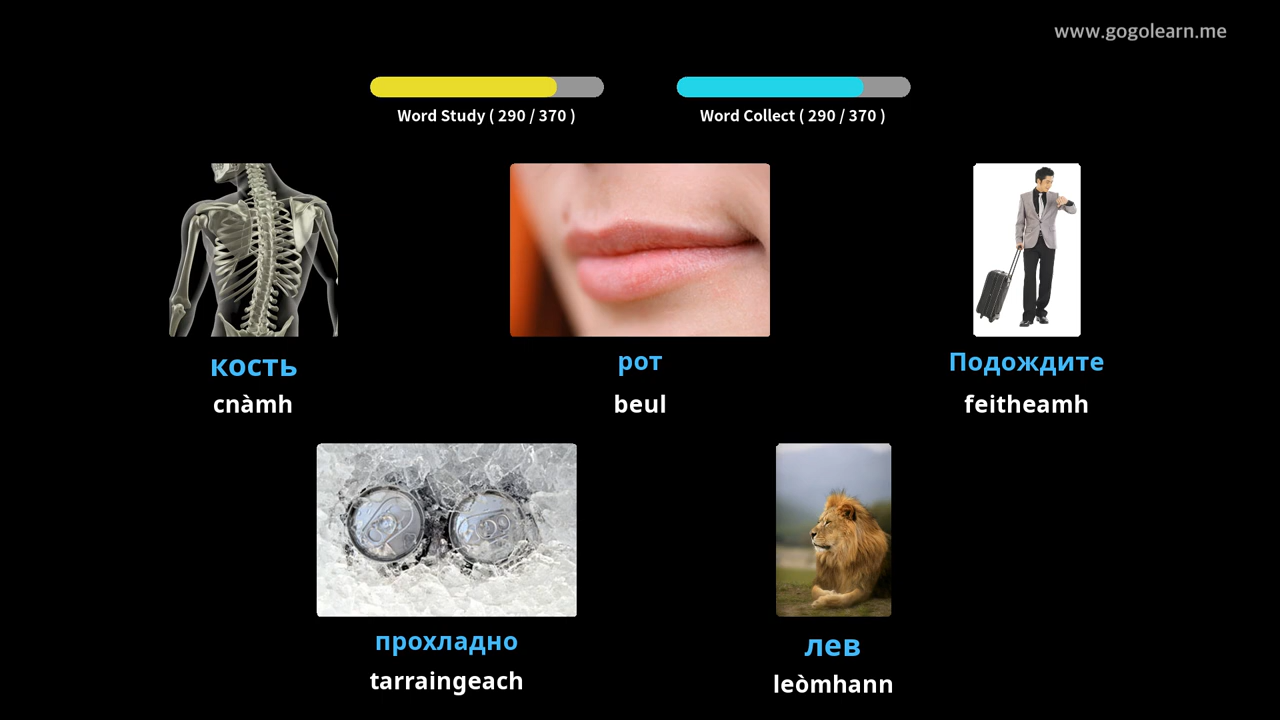 www.gogolearn.me
Word Study ( 290 / 370 )
Word Collect ( 290 / 370 )
кость
cnàmh
рот
beul
Подождите
feitheamh
прохладно
tarraingeach
лев
leòmhann